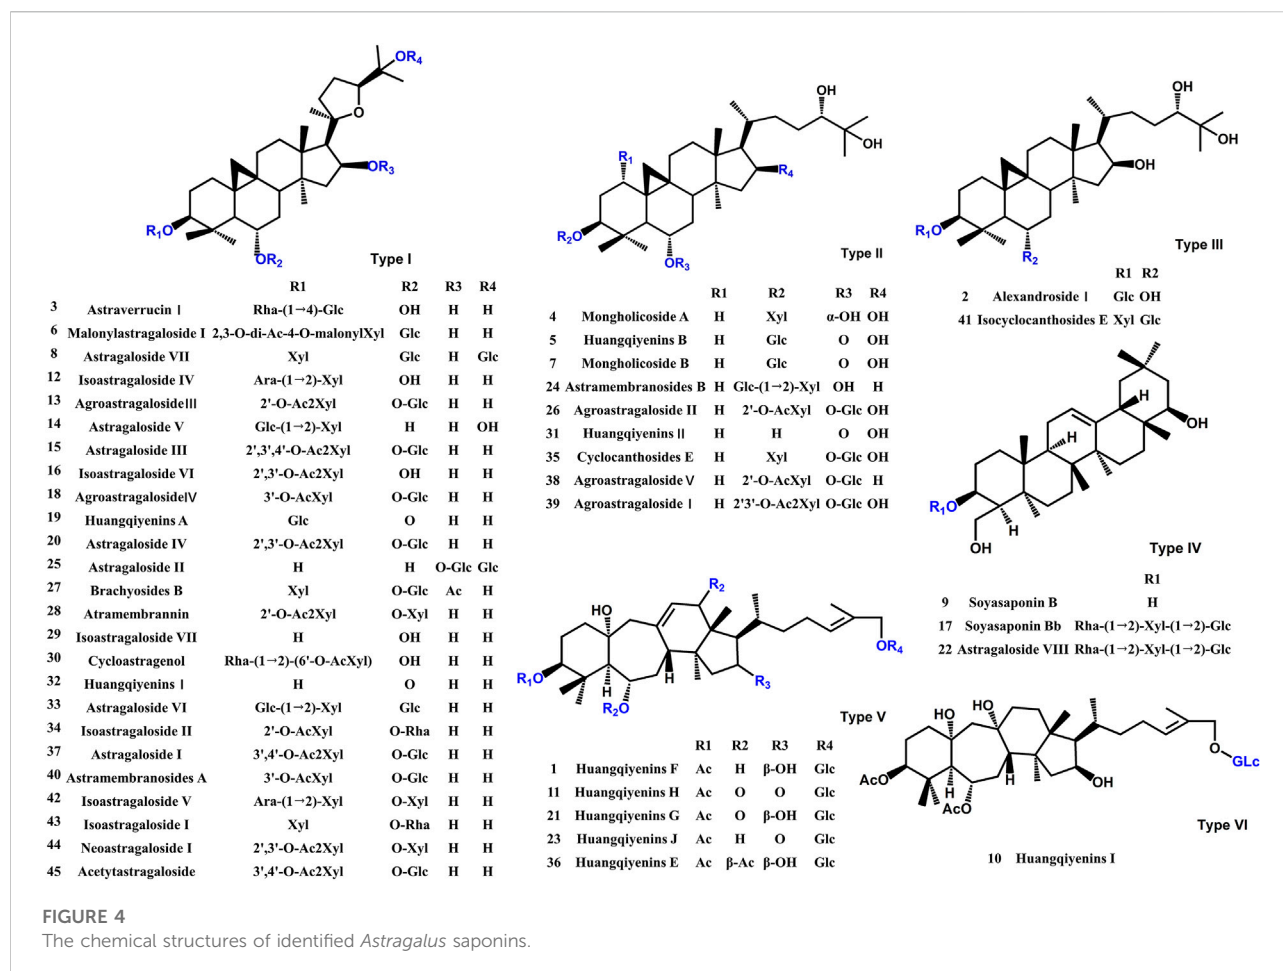 OR4
O
OR3
R1O
OR2
Type I
R1 R2 R3 R4
3 Astraverrucin Ⅰ Rha-(1→4)-Glc OH H H
6 Malonylastragaloside I 2,3-O-di-Ac-4-O-malonylXyl Glc H H
8 Astragaloside VII Xyl Glc H Glc
12 Isoastragaloside IV Ara-(1→2)-Xyl OH H H
13 AgroastragalosideⅢ 2'-O-Ac2Xyl O-Glc H H
14 Astragaloside V Glc-(1→2)-Xyl H H OH
15 Astragaloside III 2',3',4'-O-Ac2Xyl O-Glc H H
16 Isoastragaloside VI 2',3'-O-Ac2Xyl OH H H
18 AgroastragalosideⅣ 3'-O-AcXyl O-Glc H H
19 Huangqiyenins A Glc O H H
20 Astragaloside IV 2',3'-O-Ac2Xyl O-Glc H H
25 Astragaloside II H H O-Glc Glc
27 Brachyosides B Xyl O-Glc Ac H
28 Atramembrannin 2'-O-Ac2Xyl O-Xyl H H
29 Isoastragaloside VII H OH H H
30 Cycloastragenol Rha-(1→2)-(6'-O-AcXyl) OH H H
32 Huangqiyenins Ⅰ H O H H
33 Astragaloside VI Glc-(1→2)-Xyl Glc H H
34 Isoastragaloside II 2'-O-AcXyl O-Rha H H
37 Astragaloside I 3',4'-O-Ac2Xyl O-Glc H H
40 Astramembranosides A 3'-O-AcXyl O-Glc H H
42 Isoastragaloside V Ara-(1→2)-Xyl O-Xyl H H
43 Isoastragaloside I Xyl O-Rha H H
44 Neoastragaloside I 2',3'-O-Ac2Xyl O-Xyl H H
45 Acetytastragaloside 3',4'-O-Ac2Xyl O-Glc H H
OH
OH
R1
R4
R2O
OR3
Type II
R1 R2 R3 R4
4 Mongholicoside A H Xyl α-OH OH
5 Huangqiyenins B H Glc O OH
7 Mongholicoside B H Glc O OH
24 Astramembranosides B H Glc-(1→2)-Xyl OH H
26 Agroastragaloside II H 2'-O-AcXyl O-Glc OH
31 Huangqiyenins Ⅱ H H O OH
35 Cyclocanthosides E H Xyl O-Glc OH
38 Agroastragaloside Ⅴ H 2'-O-AcXyl O-Glc H
39 Agroastragaloside Ⅰ H 2'3'-O-Ac2Xyl O-Glc OH
OH
OH
OH
R1O
R2
Type III
R1 R2
2 Alexandroside Ⅰ Glc OH
41 Isocyclocanthosides E Xyl Glc
H
H
OH
R1O
H
OH
Type IV
R1
9 Soyasaponin B H
17 Soyasaponin Bb Rha-(1→2)-Xyl-(1→2)-Glc
22 Astragaloside VIII Rha-(1→2)-Xyl-(1→2)-Glc
R2
HO
OR4
R1O
H
H
R3
R2O
Type V
R1 R2 R3 R4
1 Huangqiyenins F Ac H β-OH Glc
11 Huangqiyenins H Ac O O Glc
21 Huangqiyenins G Ac O β-OH Glc
23 Huangqiyenins J Ac H O Glc
36 Huangqiyenins E Ac β-Ac β-OH Glc
HO
HO
O
GLc
AcO
H
H
OH
AcO
Type VI
10 Huangqiyenins I
FIGURE 4
The chemical structures of identified Astragalus saponins.